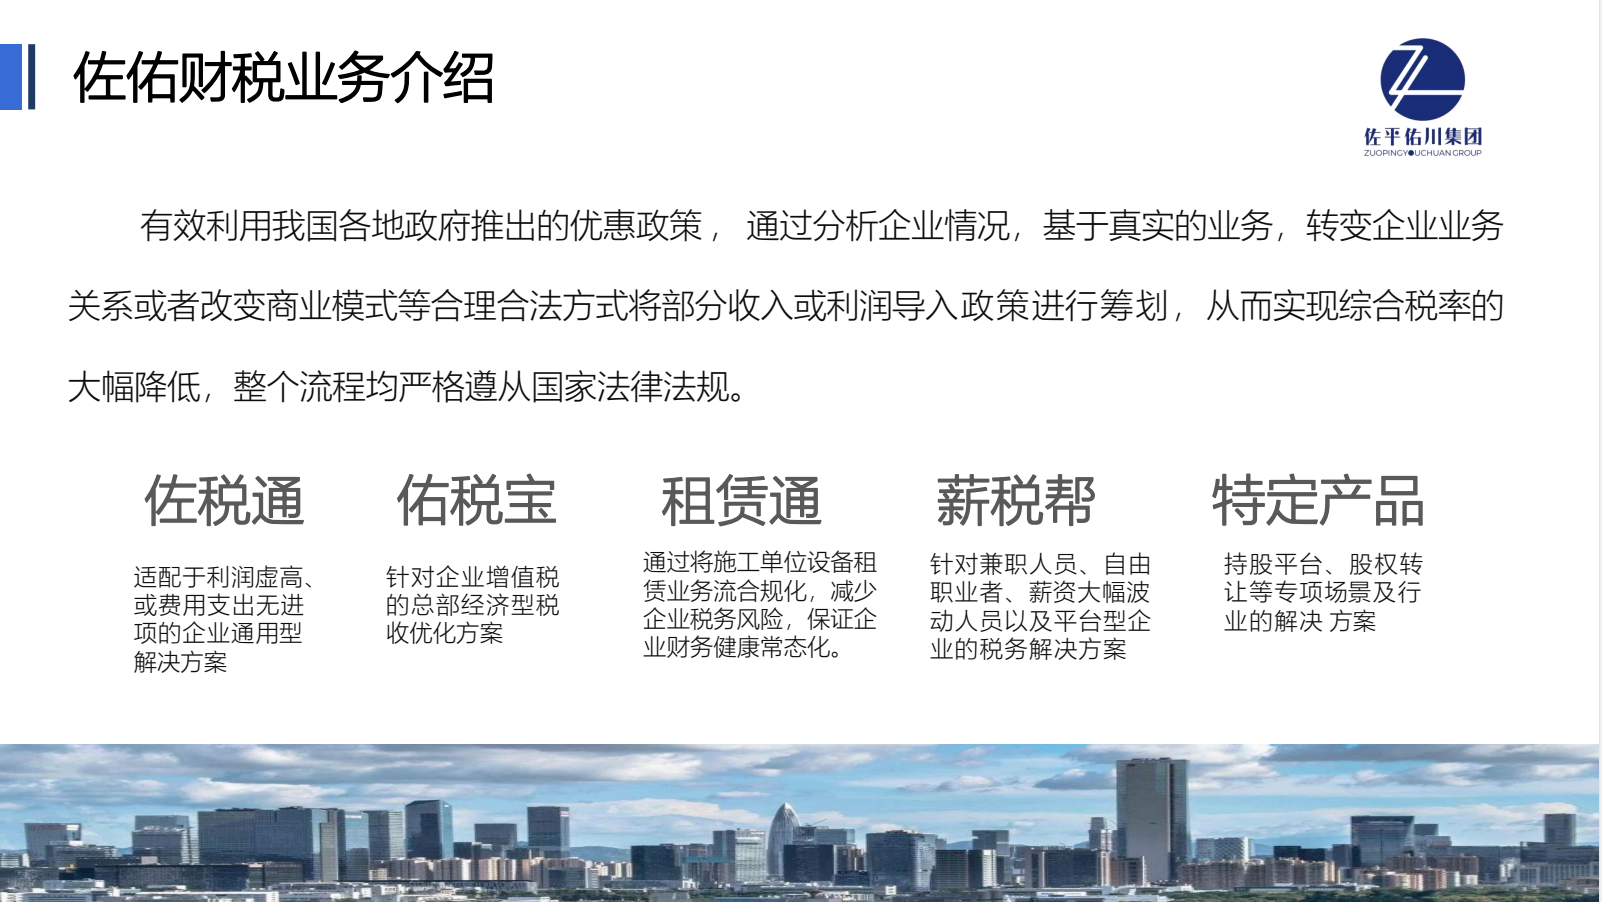 佐佑财税业务介绍
佐平佑川集团
ZUOPINGYOUCHUAN GROUP
有效利用我国各地政府推出的优惠政策， 通过分析企业情况，基于真实的业务，转变企业业务
关系或者改变商业模式等合理合法方式将部分收入或利润导入政策进行筹划，从而实现综合税率的
大幅降低，整个流程均严格遵从国家法律法规。
佐税通
适配于利润虚高、
或费用支出无进
项的企业通用型
解决方案
佑税宝
针对企业增值税
的总部经济型税
收优化方案
租赁通
通过将施工单位设备租
赁业务流合规化，减少
企业税务风险，保证企
业财务健康常态化。
薪税帮
针对兼职人员、自由
职业者、薪资大幅波
动人员以及平台型企
业的税务解决方案
特定产品
持股平台、股权转
让等专项场景及行
业的解决 方案